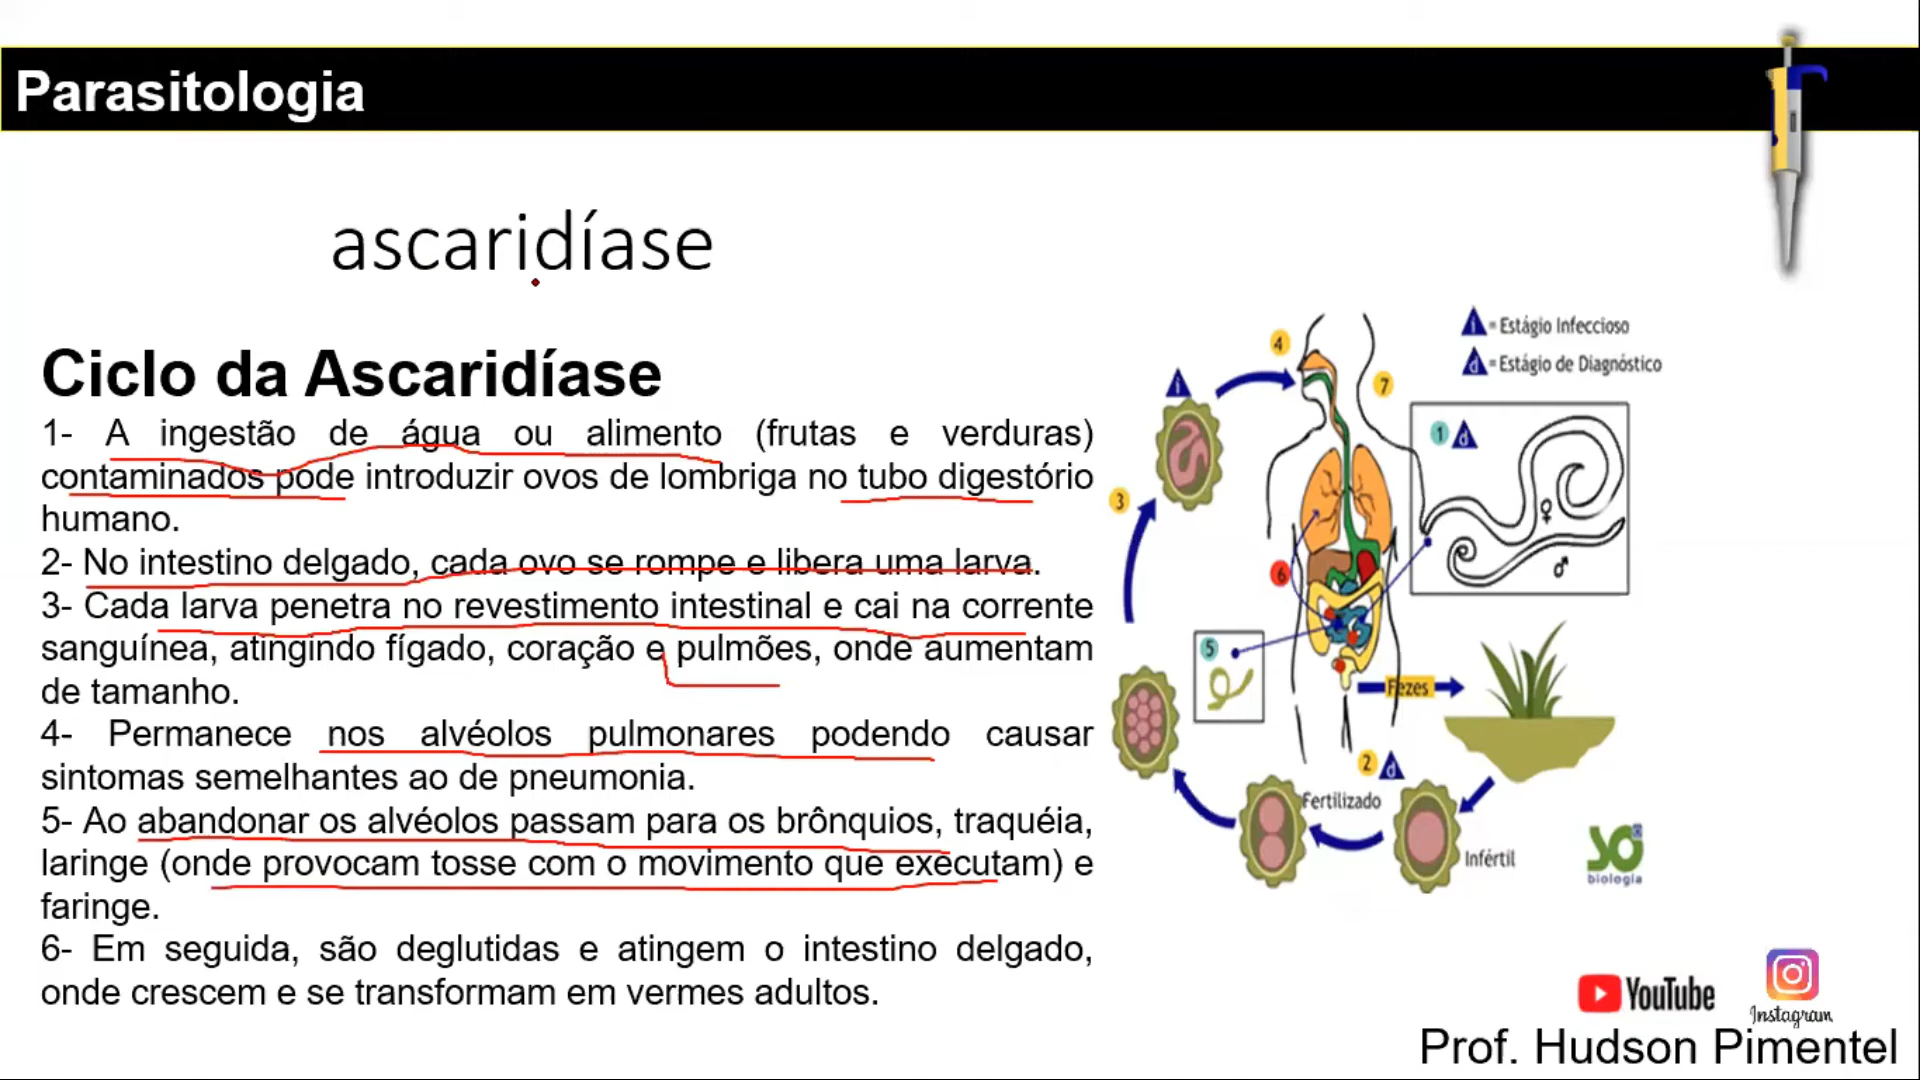 Parasitologia
ascaridíase
Ciclo da Ascaridíase
1- A ingestão de água ou alimento (frutas e verduras)
contaminados pode introduzir ovos de lombriga no tubo digestório
humano.
2- No intestino delgado, cada ovo se rompe e libera uma larva.
3- Cada larva penetra no revestimento intestinal e cai na corrente
sanguínea, atingindo fígado, coração e pulmões, onde aumentam
de tamanho.
4- Permanece nos alvéolos pulmonares podendo causar
sintomas semelhantes ao de pneumonia.
5- Ao abandonar os alvéolos passam para os brônquios, traquéia,
laringe (onde provocam tosse com o movimento que executam) e
faringe.
6- Em seguida, são deglutidas e atingem o intestino delgado,
onde crescem e se transformam em vermes adultos.
i = Estágio Infeccioso
d = Estágio de Diagnóstico
4
i
7
1 d
♀
♂
3
6
5
Fezes
2 d
Fertilizado
Infértil
só
biologia
YouTube
Instagram
Prof. Hudson Pimentel